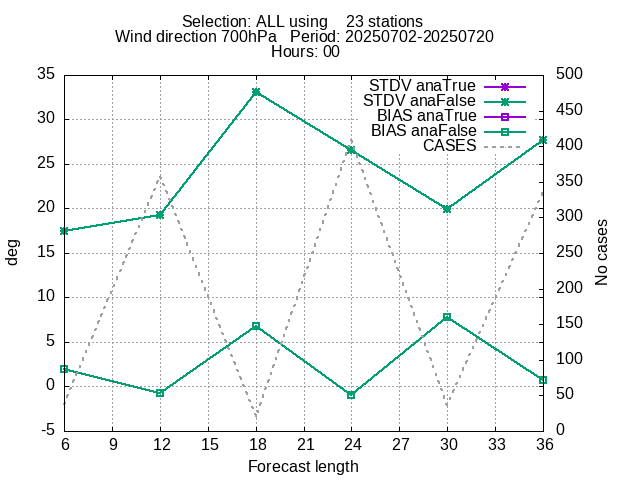 Selection: ALL using    23 stations
Wind direction 700hPa   Period: 20250702-20250720
Hours: 00
35
30
25
20
15
10
5
0
-5
500
450
400
350
300
250
200
150
100
50
0
STDV anaTrue
STDV anaFalse
BIAS anaTrue
BIAS anaFalse
CASES
deg
No cases
6 9 12 15 18 21 24 27 30 33 36
Forecast length